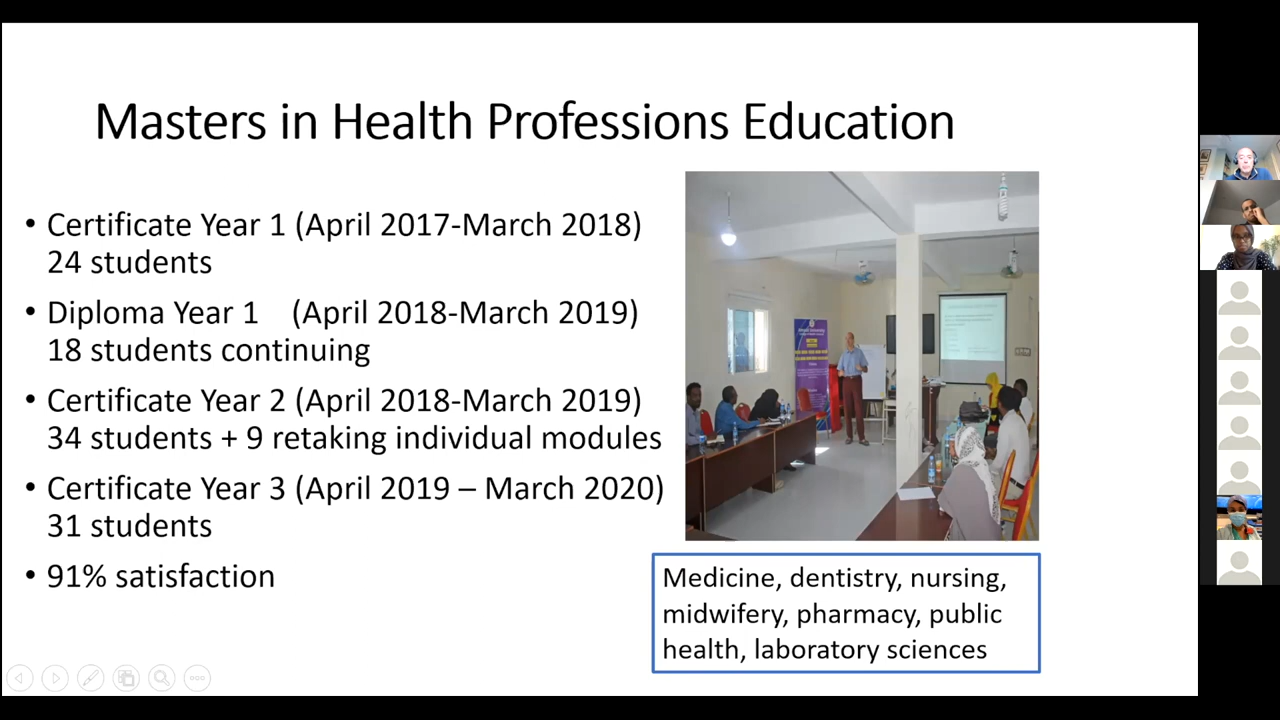 Masters in Health Professions Education
• Certificate Year 1 (April 2017-March 2018)
24 students
• Diploma Year 1 (April 2018-March 2019)
18 students continuing
• Certificate Year 2 (April 2018-March 2019)
34 students + 9 retaking individual modules
• Certificate Year 3 (April 2019 – March 2020)
31 students
• 91% satisfaction
Medicine, dentistry, nursing,
midwifery, pharmacy, public
health, laboratory sciences